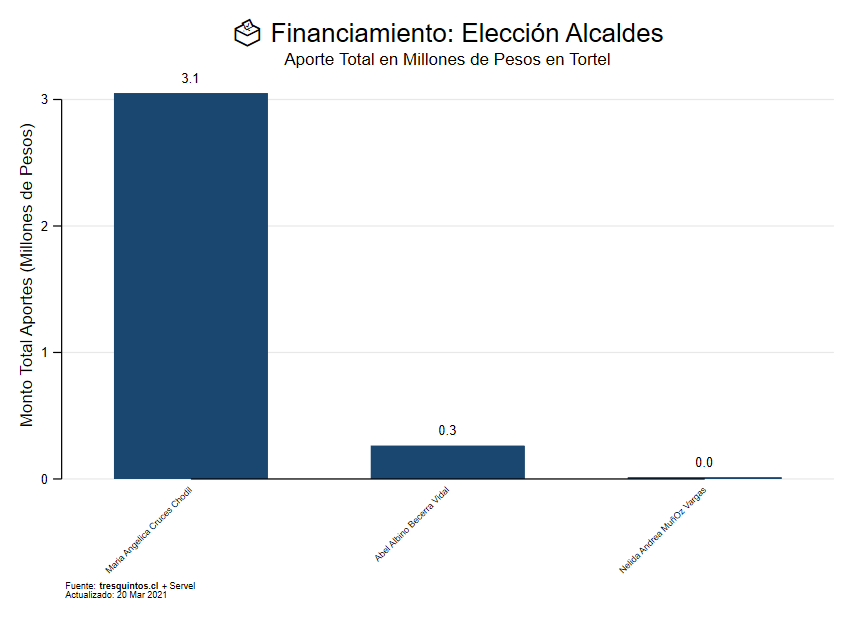 Financiamiento: Elección Alcaldes
Aporte Total en Millones de Pesos en Tortel
Monto Total Aportes (Millones de Pesos)
3
2
1
0
3.1
0.3
0.0
Maria Angelica Cruces Chodil
Abel Albino Becerra Vidal
Nelida Andrea MuñOz Vargas
Fuente: tresquintos.cl + Servel
Actualizado: 20 Mar 2021